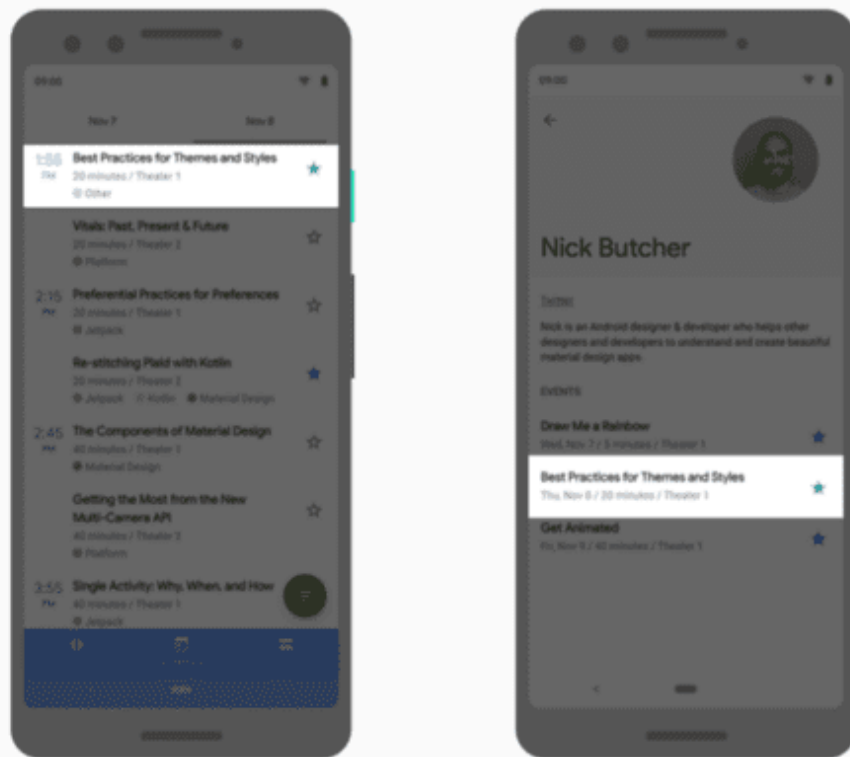 09:00
Nov 7
Nov 8
PM
Best Practices for Themes and Styles
20 minutes / Theater 1
Other
Vitals: Past, Present & Future
20 minutes / Theater 2
Platform
2:15
PM
Preferential Practices for Preferences
20 minutes / Theater 1
Jetpack
Re-stitching Plaid with Kotlin
20 minutes / Theater 2
Jetpack Kotlin Material Design
2:45
PM
The Components of Material Design
40 minutes / Theater 1
Material Design
Getting the Most from the New
Multi-Camera API
40 minutes / Theater 2
Platform
3:55
PM
Single Activity: Why, When, and How
40 minutes / Theater 1
Jetpack
09:00
Nick Butcher
Twitter
Nick is an Android designer & developer who helps other
designers and developers to understand and create beautiful
material design apps.
EVENTS
Draw Me a Rainbow
Wed, Nov 7 / 5 minutes / Theater 1
Best Practices for Themes and Styles
Thu, Nov 8 / 20 minutes / Theater 1
Get Animated
Fri, Nov 9 / 40 minutes / Theater 1